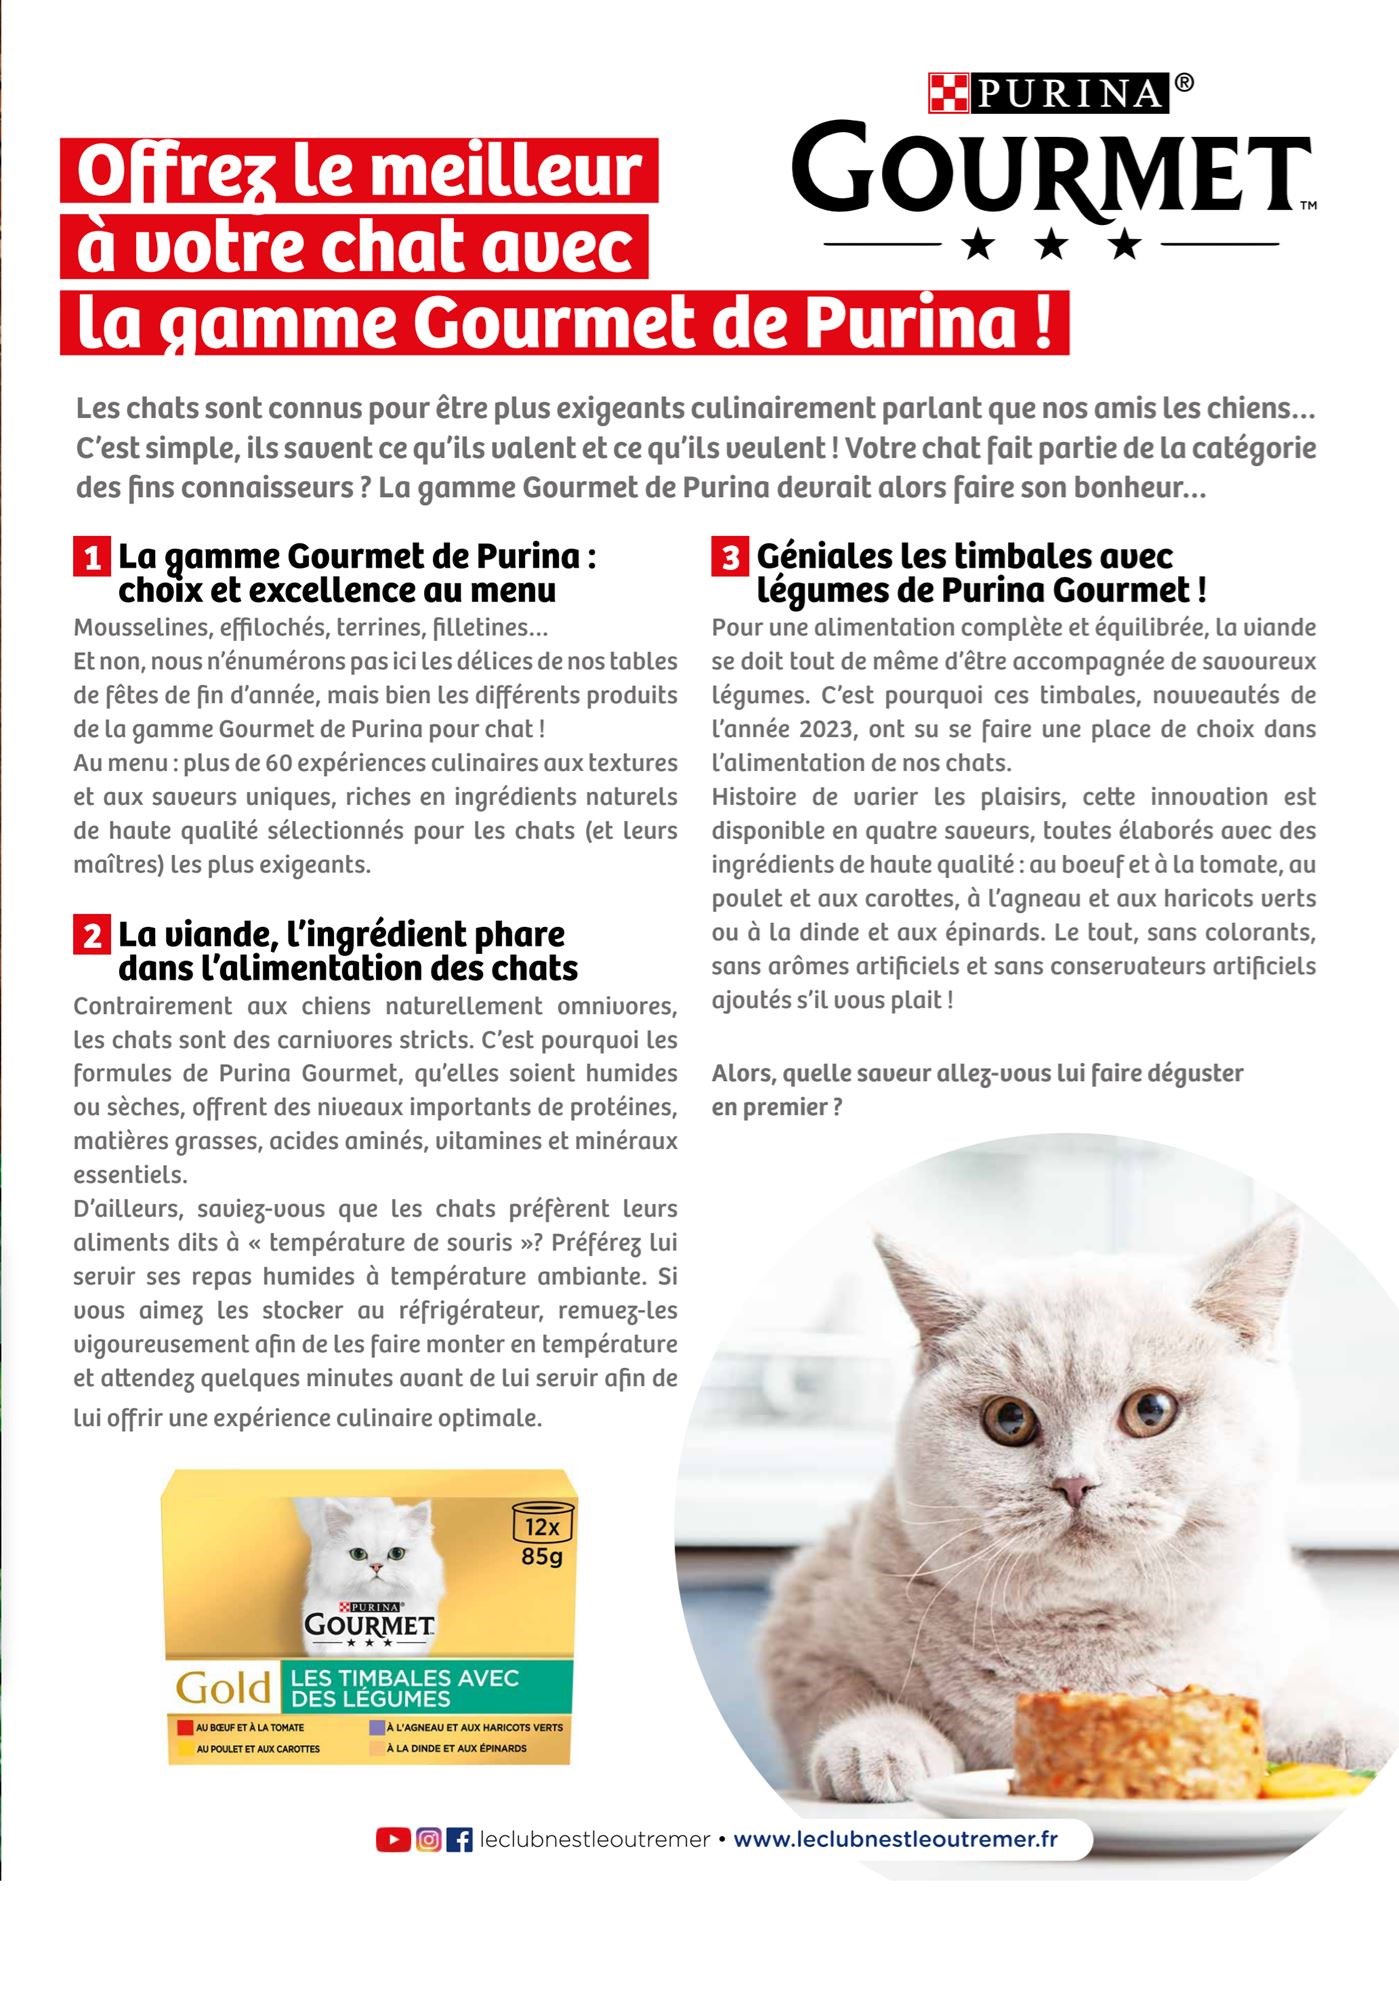 PURINA®
GOURMET™
Offrez le meilleur
à votre chat avec
la gamme Gourmet de Purina !
Les chats sont connus pour être plus exigeants culinairement parlant que nos amis les chiens...
C'est simple, ils savent ce qu'ils valent et ce qu'ils veulent ! Votre chat fait partie de la catégorie
des fins connaisseurs ? La gamme Gourmet de Purina devrait alors faire son bonheur...
1 La gamme Gourmet de Purina :
choix et excellence au menu
Mousselines, effilochés, terrines, filletines...
Et non, nous n'énumérons pas ici les délices de nos tables
de fêtes de fin d'année, mais bien les différents produits
de la gamme Gourmet de Purina pour chat !
Au menu : plus de 60 expériences culinaires aux textures
et aux saveurs uniques, riches en ingrédients naturels
de haute qualité sélectionnés pour les chats (et leurs
maîtres) les plus exigeants.
2 La viande, l'ingrédient phare
dans l'alimentation des chats
Contrairement aux chiens naturellement omnivores,
les chats sont des carnivores stricts. C'est pourquoi les
formules de Purina Gourmet, qu'elles soient humides
ou sèches, offrent des niveaux importants de protéines,
matières grasses, acides aminés, vitamines et minéraux
essentiels.
D'ailleurs, saviez-vous que les chats préfèrent leurs
aliments dits à « température de souris »? Préférez lui
servir ses repas humides à température ambiante. Si
vous aimez les stocker au réfrigérateur, remuez-les
vigoureusement afin de les faire monter en température
et attendez quelques minutes avant de lui servir afin de
lui offrir une expérience culinaire optimale.
3 Géniales les timbales avec
légumes de Purina Gourmet !
Pour une alimentation complète et équilibrée, la viande
se doit tout de même d'être accompagnée de savoureux
légumes. C'est pourquoi ces timbales, nouveautés de
l'année 2023, ont su se faire une place de choix dans
l'alimentation de nos chats.
Histoire de varier les plaisirs, cette innovation est
disponible en quatre saveurs, toutes élaborés avec des
ingrédients de haute qualité : au boeuf et à la tomate, au
poulet et aux carottes, à l'agneau et aux haricots verts
ou à la dinde et aux épinards. Le tout, sans colorants,
sans arômes artificiels et sans conservateurs artificiels
ajoutés s'il vous plait !
Alors, quelle saveur allez-vous lui faire déguster
en premier ?
12x
85g
PURINA®
GOURMET
Gold
LES TIMBALES AVEC
DES LÉGUMES
AU BŒUF ET À LA TOMATE
À L'AGNEAU ET AUX HARICOTS VERTS
AU POULET ET AUX CAROTTES
À LA DINDE ET AUX ÉPINARDS
leclubnestleoutremer • www.leclubnestleoutremer.fr